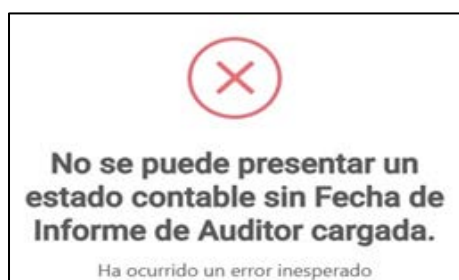 No se puede presentar un
estado contable sin Fecha de
Informe de Auditor cargada.
Ha ocurrido un error inesperado